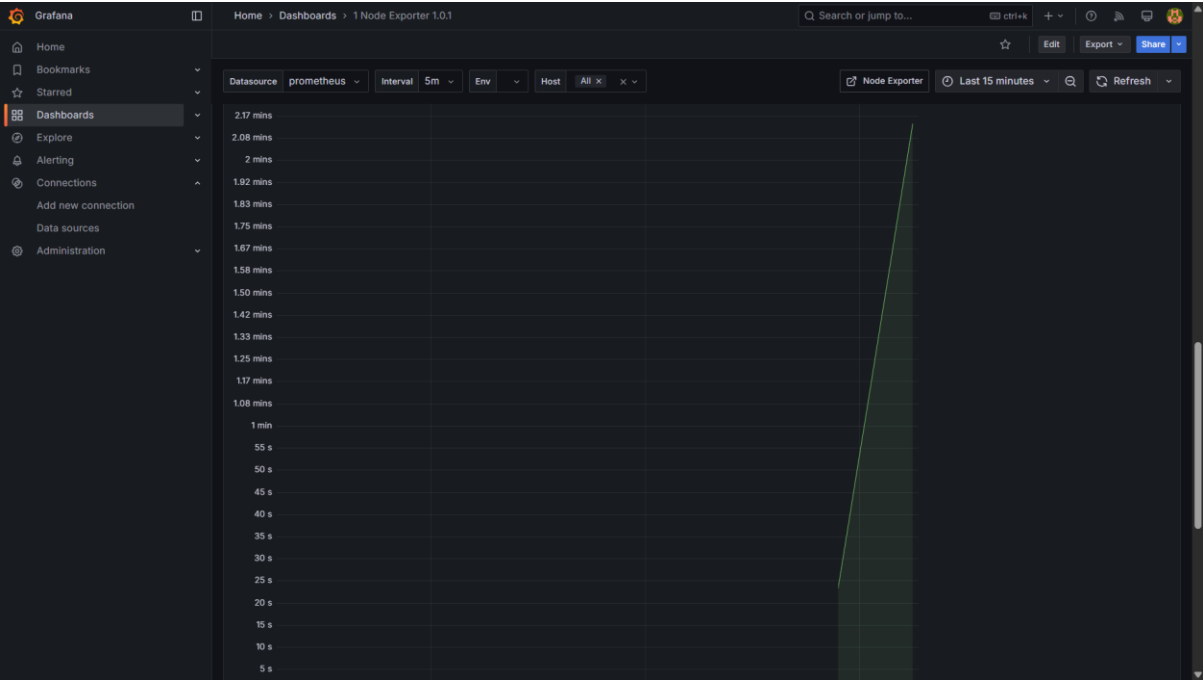 Grafana
Home > Dashboards > 1 Node Exporter 1.0.1
Search or jump to...
ctrl+k
Home
Bookmarks
Starred
Dashboards
Explore
Alerting
Connections
Add new connection
Data sources
Administration
Edit
Export
Share
Datasource prometheus
Interval 5m
Env
Host All
Node Exporter
Last 15 minutes
Refresh
2.17 mins
2.08 mins
2 mins
1.92 mins
1.83 mins
1.75 mins
1.67 mins
1.58 mins
1.50 mins
1.42 mins
1.33 mins
1.25 mins
1.17 mins
1.08 mins
1 min
55 s
50 s
45 s
40 s
35 s
30 s
25 s
20 s
15 s
10 s
5 s